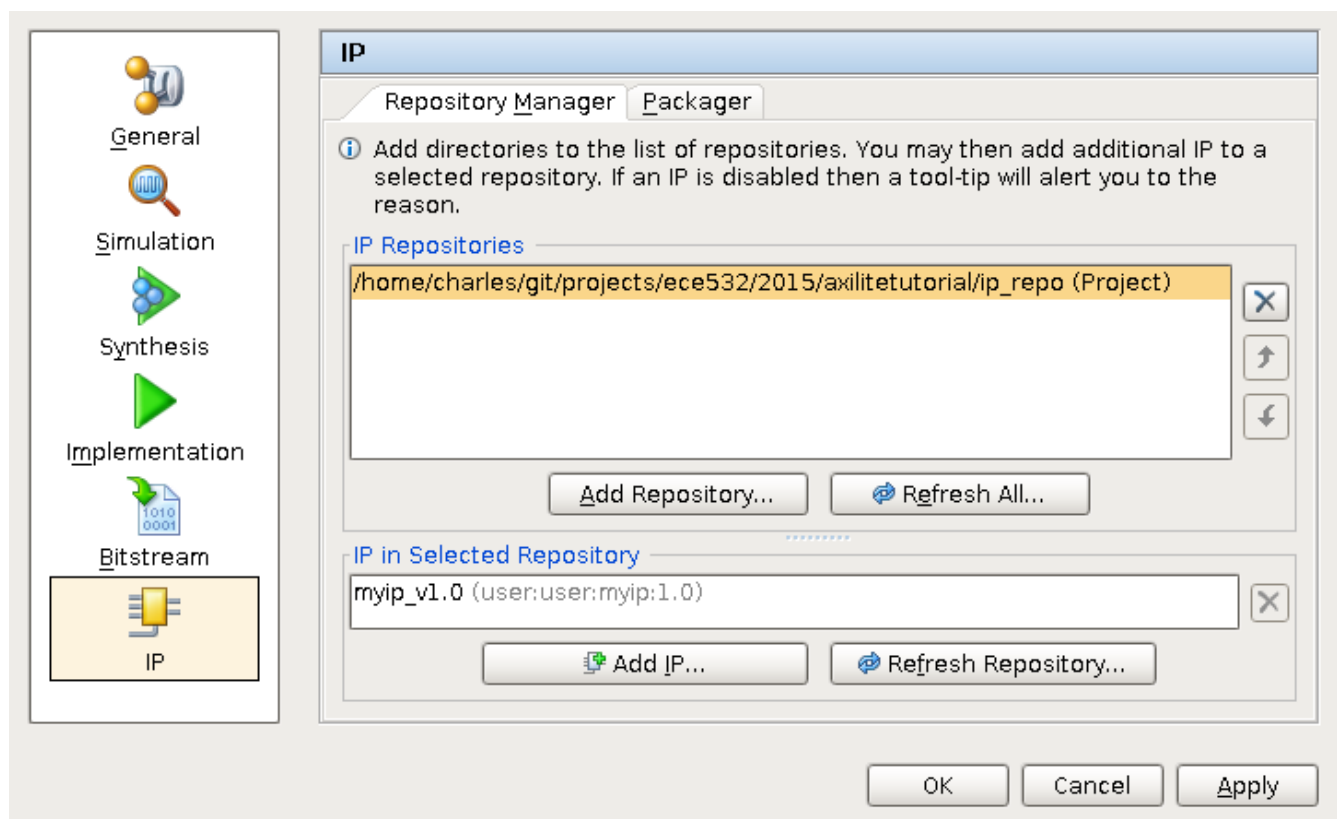 General
Simulation
Synthesis
Implementation
1010
0001
Bitstream
IP
IP
Repository Manager
Packager
Add directories to the list of repositories. You may then add additional IP to a
selected repository. If an IP is disabled then a tool-tip will alert you to the
reason.
IP Repositories
/home/charles/git/projects/ece532/2015/axilitetutorial/ip_repo (Project)
Add Repository...
Refresh All...
IP in Selected Repository
myip_v1.0 (user:user:myip:1.0)
Add IP...
Refresh Repository...
OK
Cancel
Apply